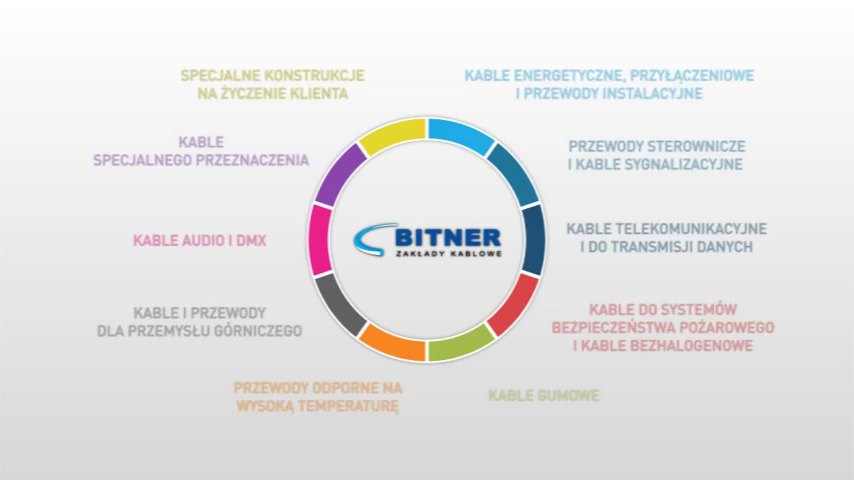 SPECJALNE KONSTRUKCJE
NA ŻYCZENIE KLIENTA
KABLE ENERGETYCZNE, PRZYŁĄCZENIOWE
I PRZEWODY INSTALACYJNE
KABLE
SPECJALNEGO PRZEZNACZENIA
PRZEWODY STEROWNICZE
I KABLE SYGNALIZACYJNE
KABLE AUDIO I DMX
BITNER
ZAKŁADY KABLOWE
KABLE TELEKOMUNIKACYJNE
I DO TRANSMISJI DANYCH
KABLE I PRZEWODY
DLA PRZEMYSŁU GÓRNICZEGO
KABLE DO SYSTEMÓW
BEZPIECZEŃSTWA POŻAROWEGO
I KABLE BEZHALOGENOWE
PRZEWODY ODPORNE NA
WYSOKĄ TEMPERATURĘ
KABLE GUMOWE